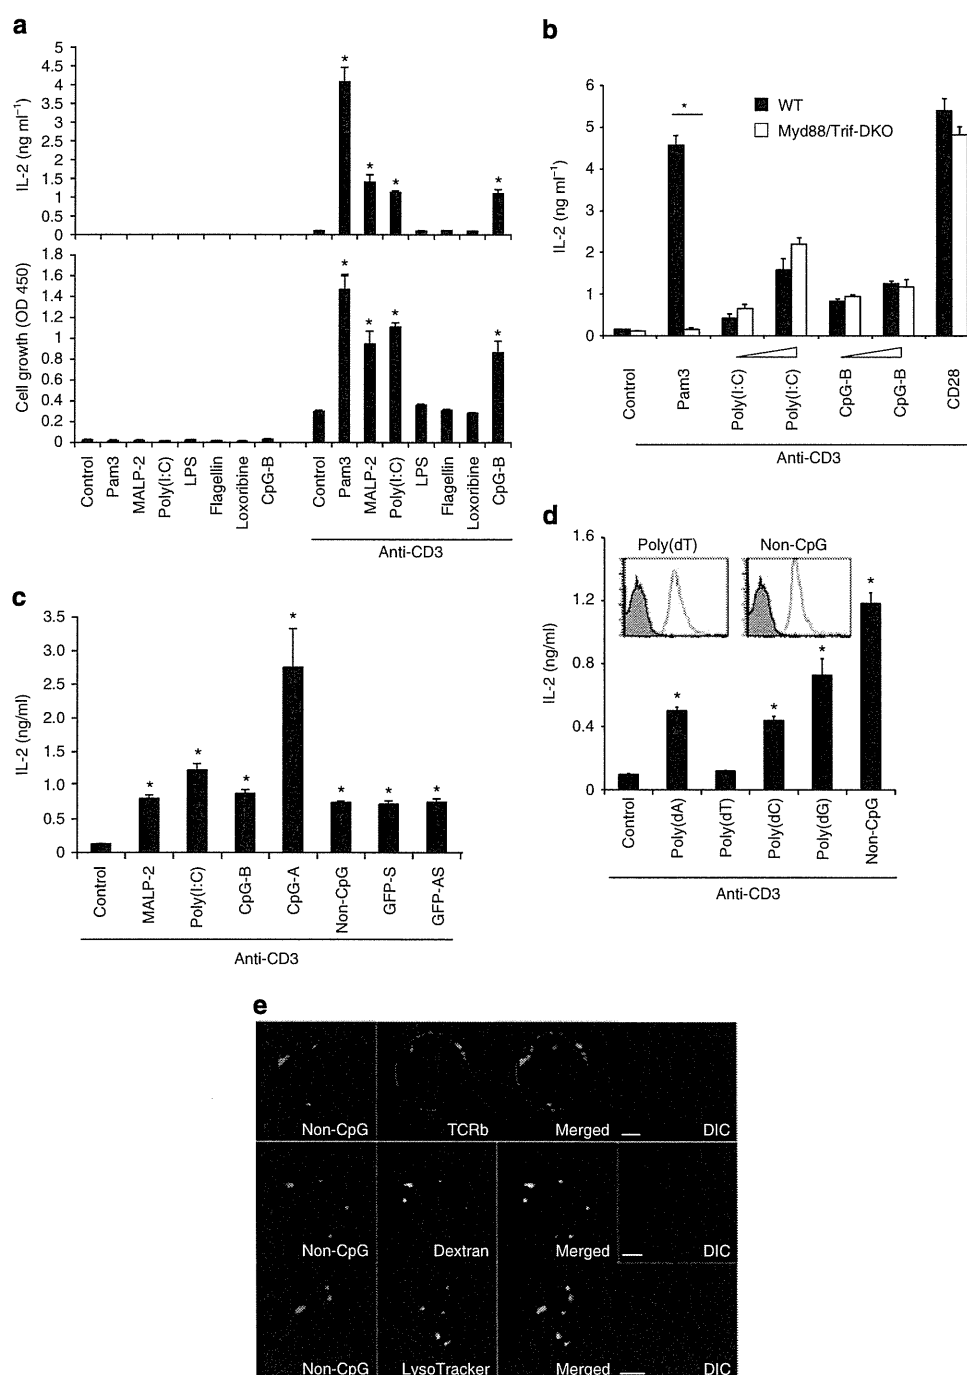 a
5
4.5
4
3.5
3
2.5
2
1.5
1
0.5
0
IL-2 (ng ml⁻¹)
* * * *
1.8
1.6
1.4
1.2
1
0.8
0.6
0.4
0.2
0
Cell growth (OD 450)
* * * *
Control
Pam3
MALP-2
Poly(I:C)
LPS
Flagellin
Loxoribine
CpG-B
Control
Pam3
MALP-2
Poly(I:C)
LPS
Flagellin
Loxoribine
CpG-B
Anti-CD3
b
6
5
4
3
2
1
0
IL-2 (ng ml⁻¹)
*
WT
Myd88/Trif-DKO
Control
Pam3
Poly(I:C)
Poly(I:C)
CpG-B
CpG-B
CD28
Anti-CD3
c
3.5
3.0
2.5
2.0
1.5
1.0
0.5
0
IL-2 (ng/ml)
* * * * * * *
Control
MALP-2
Poly(I:C)
CpG-B
CpG-A
Non-CpG
GFP-S
GFP-AS
Anti-CD3
d
1.6
1.2
0.8
0.4
0
IL-2 (ng/ml)
Poly(dT)
Non-CpG
* * * *
Control
Poly(dA)
Poly(dT)
Poly(dC)
Poly(dG)
Non-CpG
Anti-CD3
e
Non-CpG TCRb Merged DIC
Non-CpG Dextran Merged DIC
Non-CpG LysoTracker Merged DIC